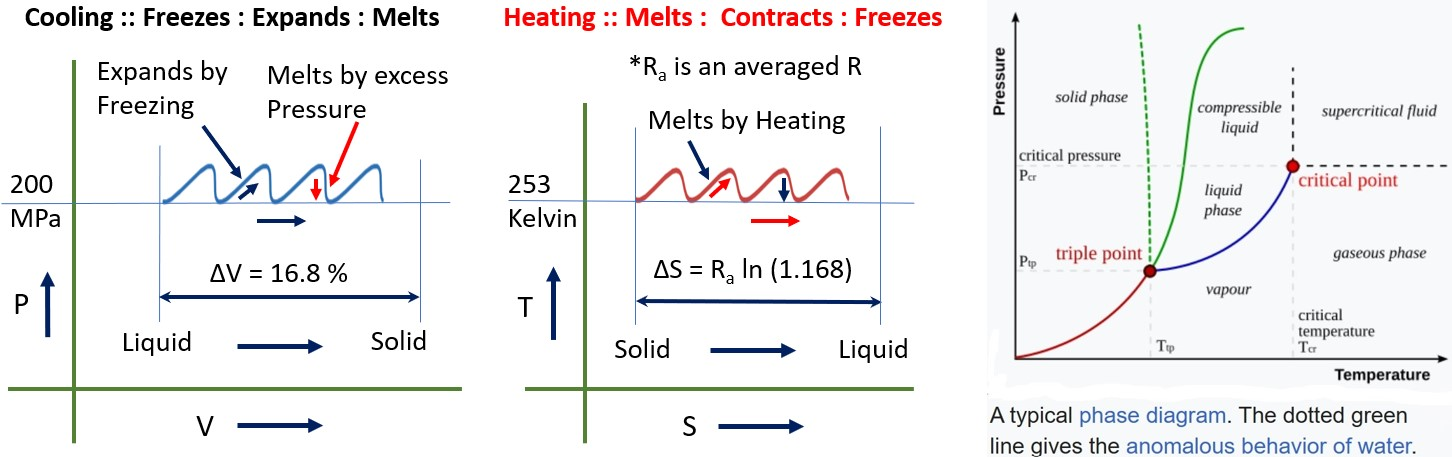 Cooling :: Freezes : Expands : Melts
Expands by
Freezing
Melts by excess
Pressure
200
MPa
ΔV = 16.8 %
P
Liquid
Solid
V
Heating :: Melts : Contracts : Freezes
*Ra is an averaged R
Melts by Heating
253
Kelvin
ΔS = Ra ln (1.168)
T
Solid
Liquid
S
Pressure
solid phase
compressible
liquid
supercritical fluid
critical pressure
Pcr
critical point
liquid
phase
triple point
gaseous phase
Ptp
vapour
critical
temperature
Tcr
Ttp
Temperature
A typical phase diagram. The dotted green
line gives the anomalous behavior of water.